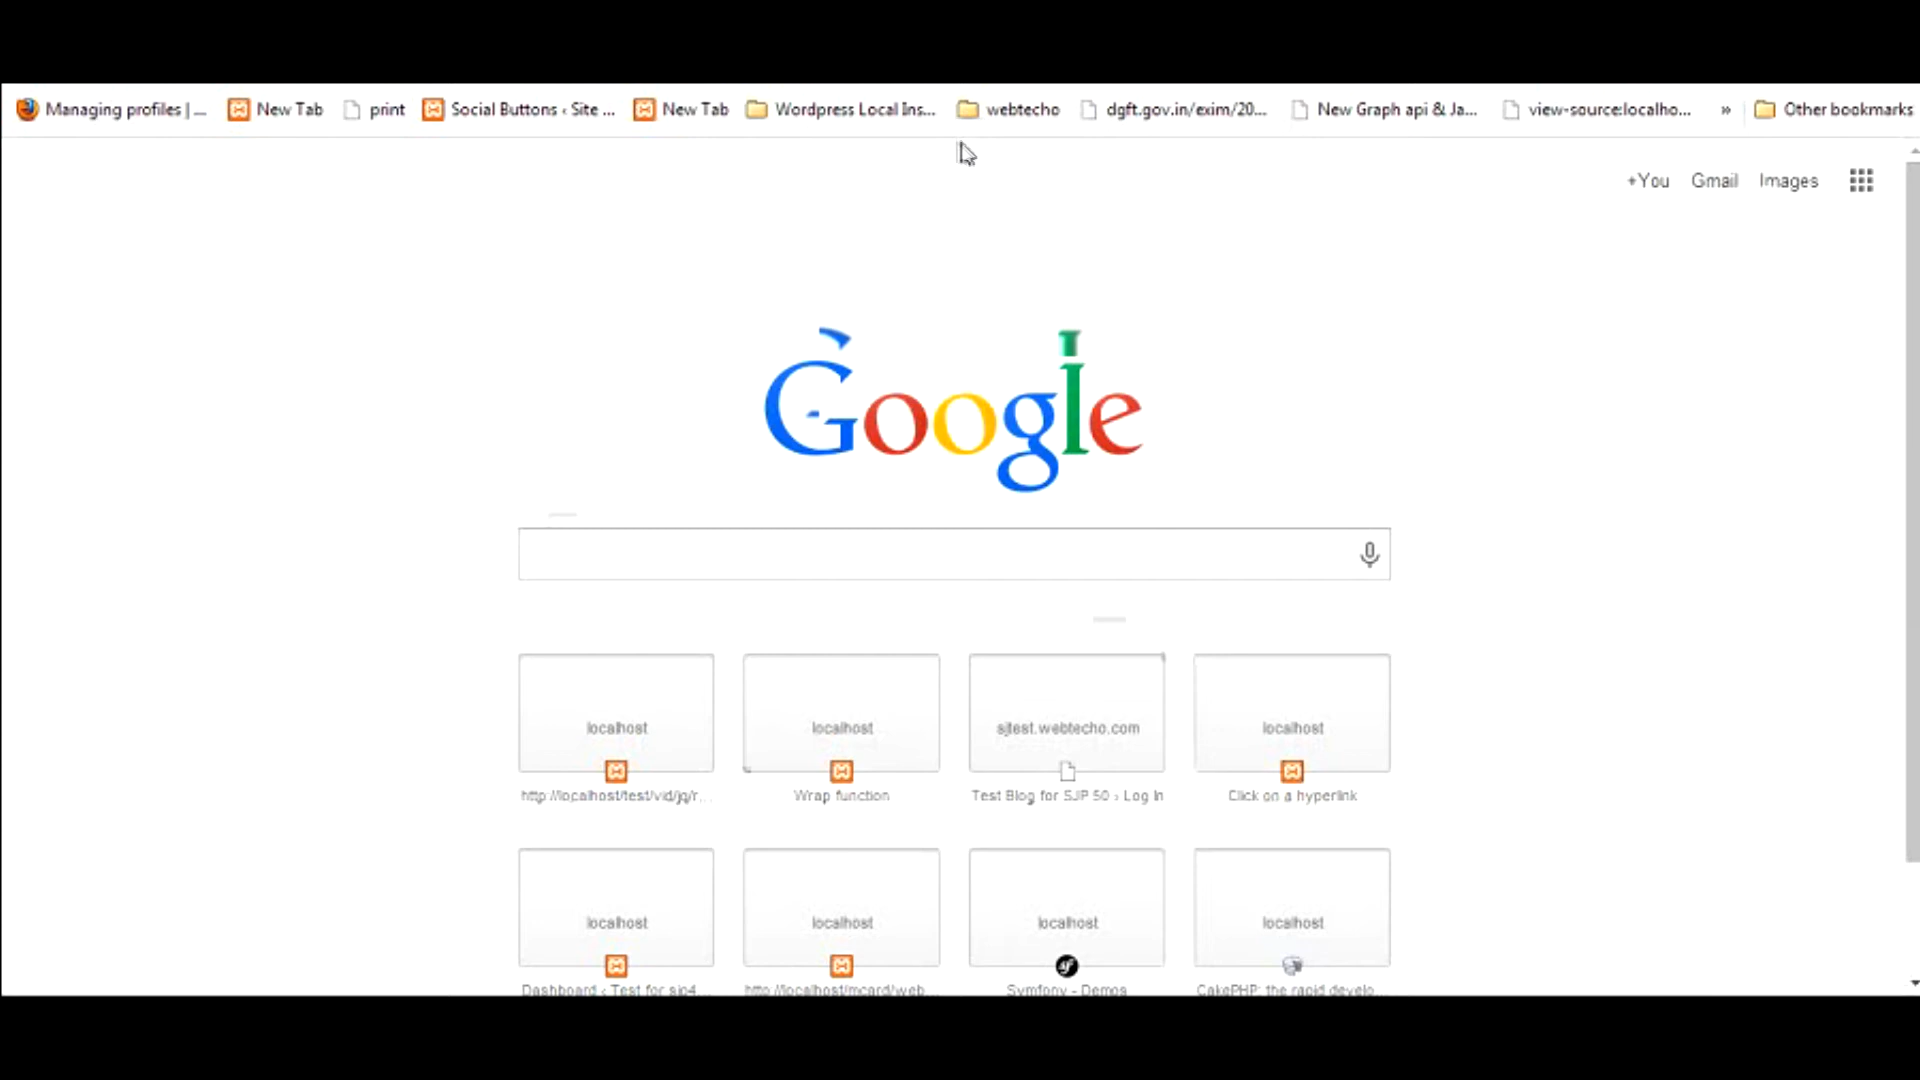 Managing profiles | ... New Tab print Social Buttons ‹ Site ... New Tab Wordpress Local Ins... webtecho dgft.gov.in/exim/20... New Graph api & Ja... view-source:localho... » Other bookmarks
+You Gmail Images
Google
localhost localhost sjtest.webtecho.com localhost
http://localhost/test/vid/jq/r... Wrap function Test Blog for SJP 50 › Log In Click on a hyperlink
localhost localhost localhost localhost
sf
Dashboard ‹ Test for sjp4... http://localhost/mcard/web... Symfony - Demos CakePHP: the rapid develo...